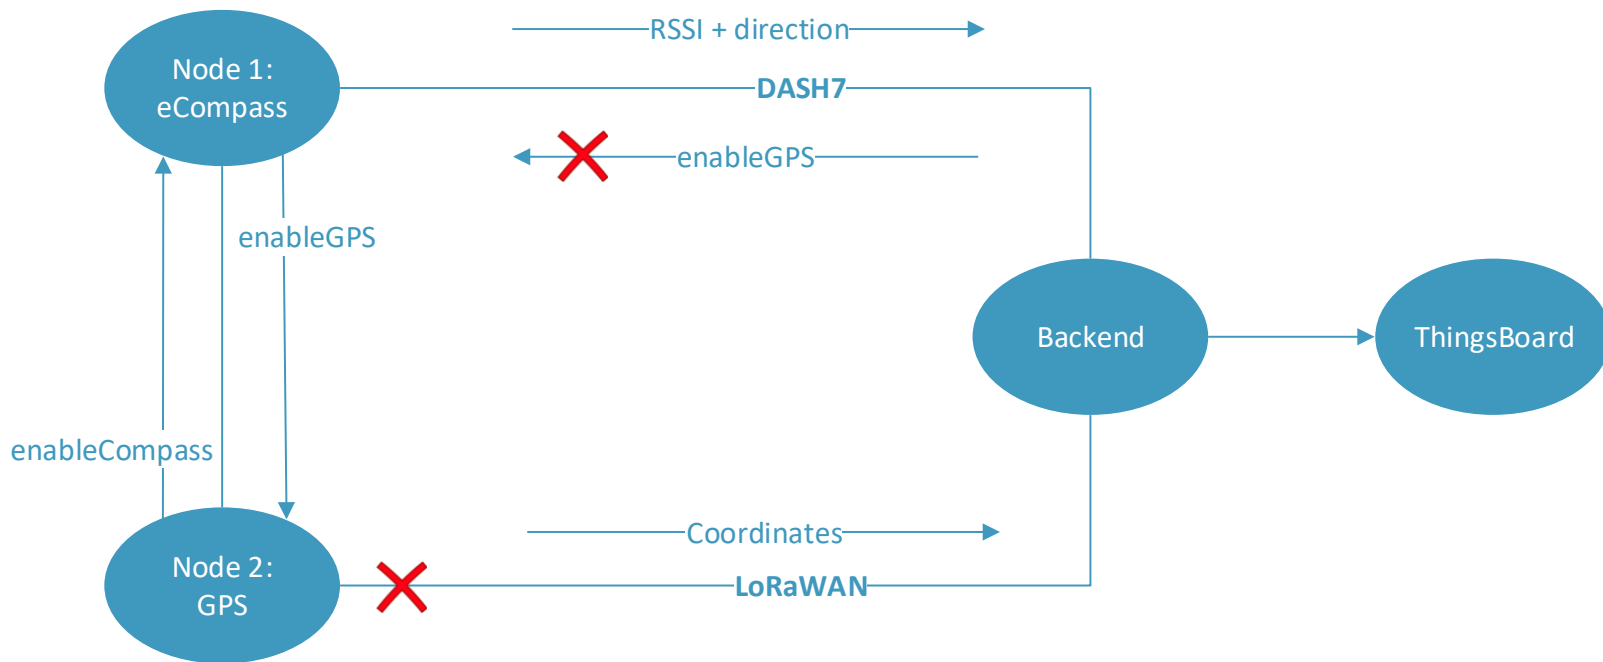 RSSI + direction
Node 1:
eCompass
DASH7
enableGPS
enableGPS
Backend
ThingsBoard
enableCompass
Coordinates
Node 2:
GPS
LoRaWAN